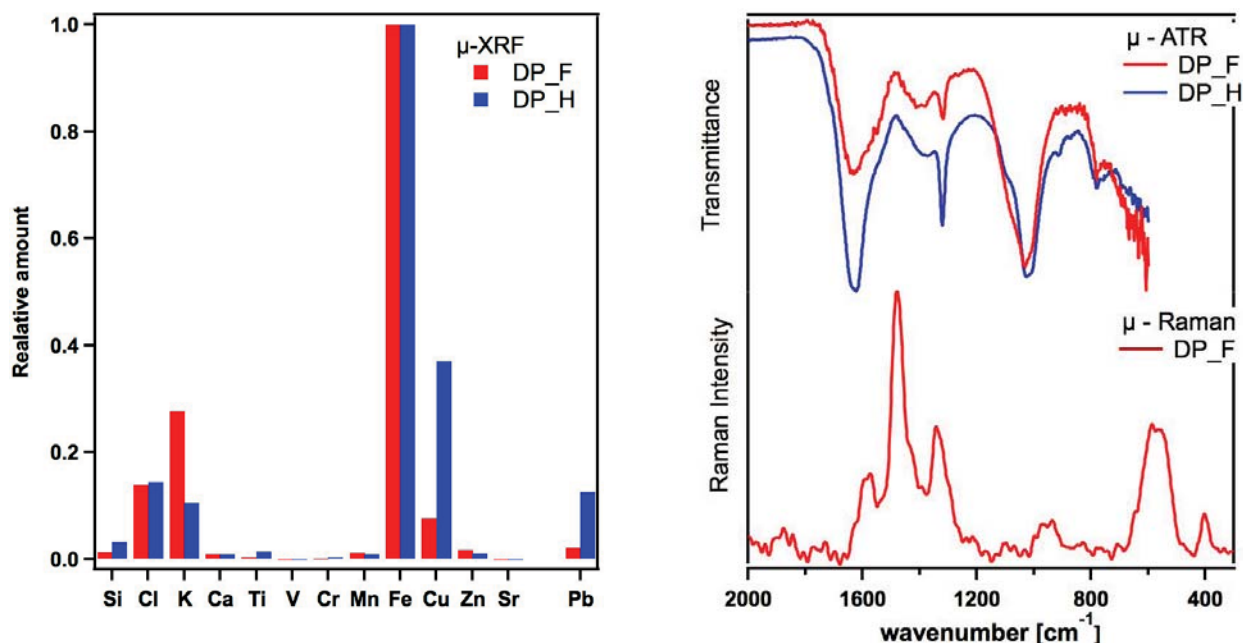 Realative amount
1.0
0.8
0.6
0.4
0.2
0.0
μ-XRF
DP_F
DP_H
Si Cl K Ca Ti V Cr Mn Fe Cu Zn Sr Pb
Transmittance
μ - ATR
DP_F
DP_H
Raman Intensity
μ - Raman
DP_F
2000 1600 1200 800 400
wavenumber [cm⁻¹]